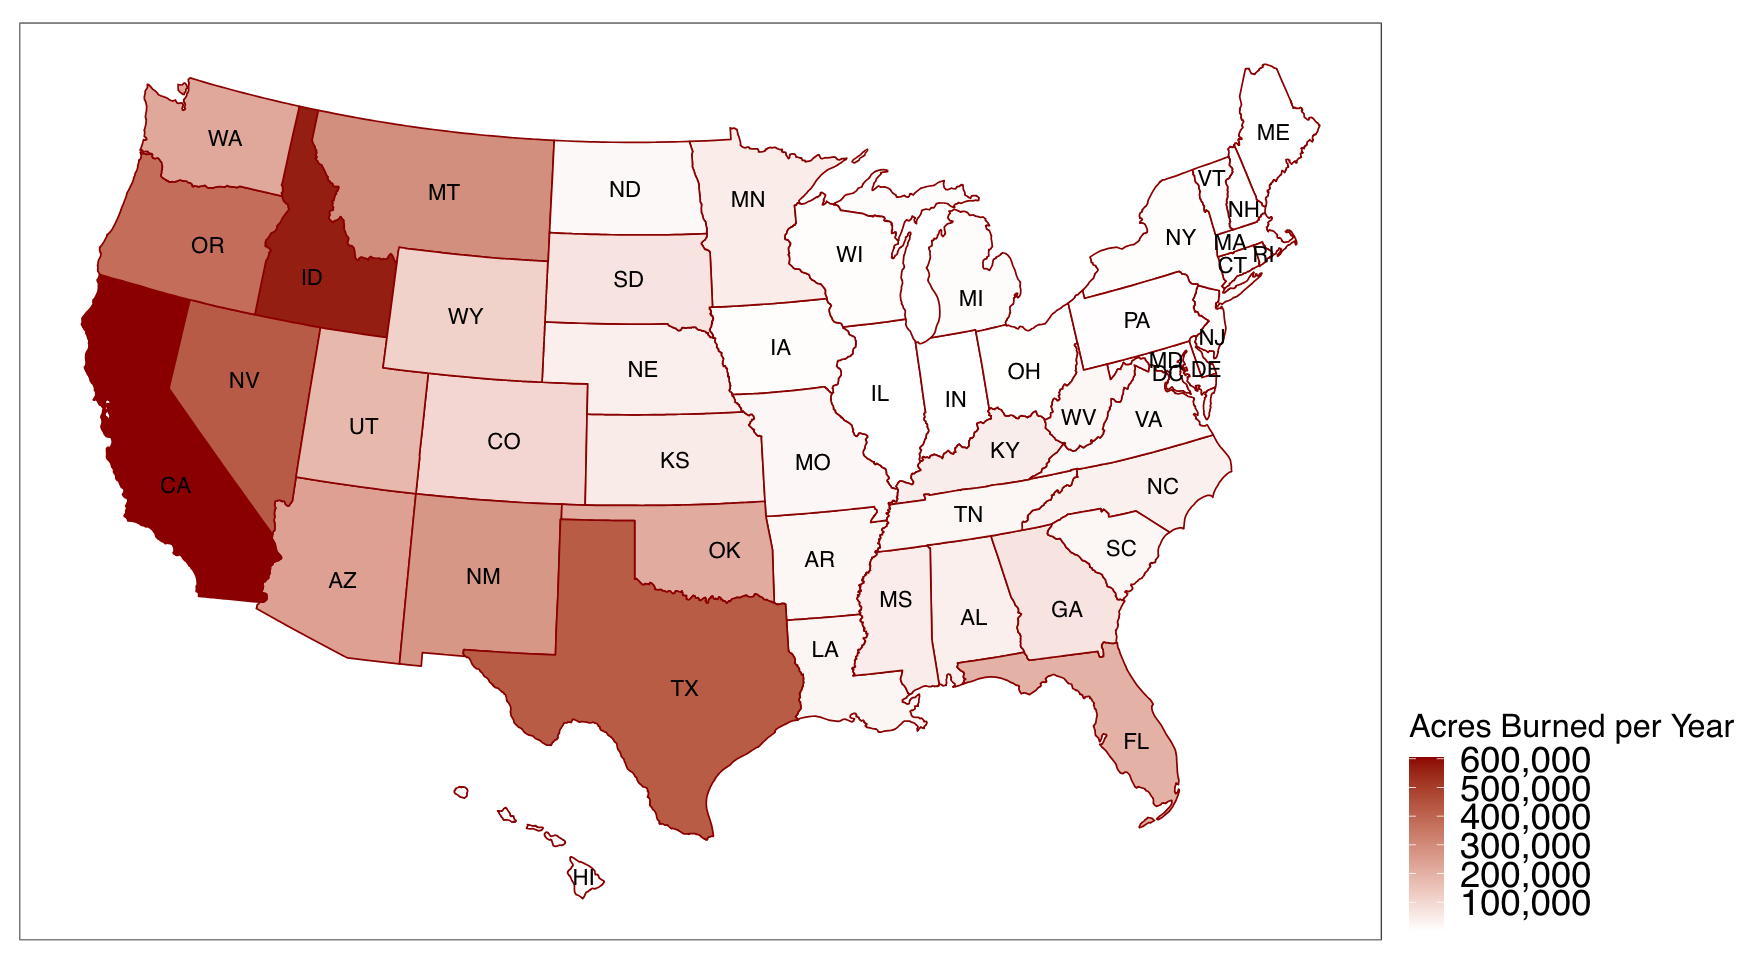 ME
WA
VT
ND
MT
MN
NH
NY
MA
OR
WI
RI
CT
ID
SD
MI
WY
PA
NJ
IA
MD
NE
DE
OH
DC
NV
IL
IN
WV
VA
UT
CO
KY
KS
MO
CA
NC
TN
SC
OK
AR
NM
AZ
MS
GA
AL
LA
TX
FL
HI
Acres Burned per Year
600,000
500,000
400,000
300,000
200,000
100,000